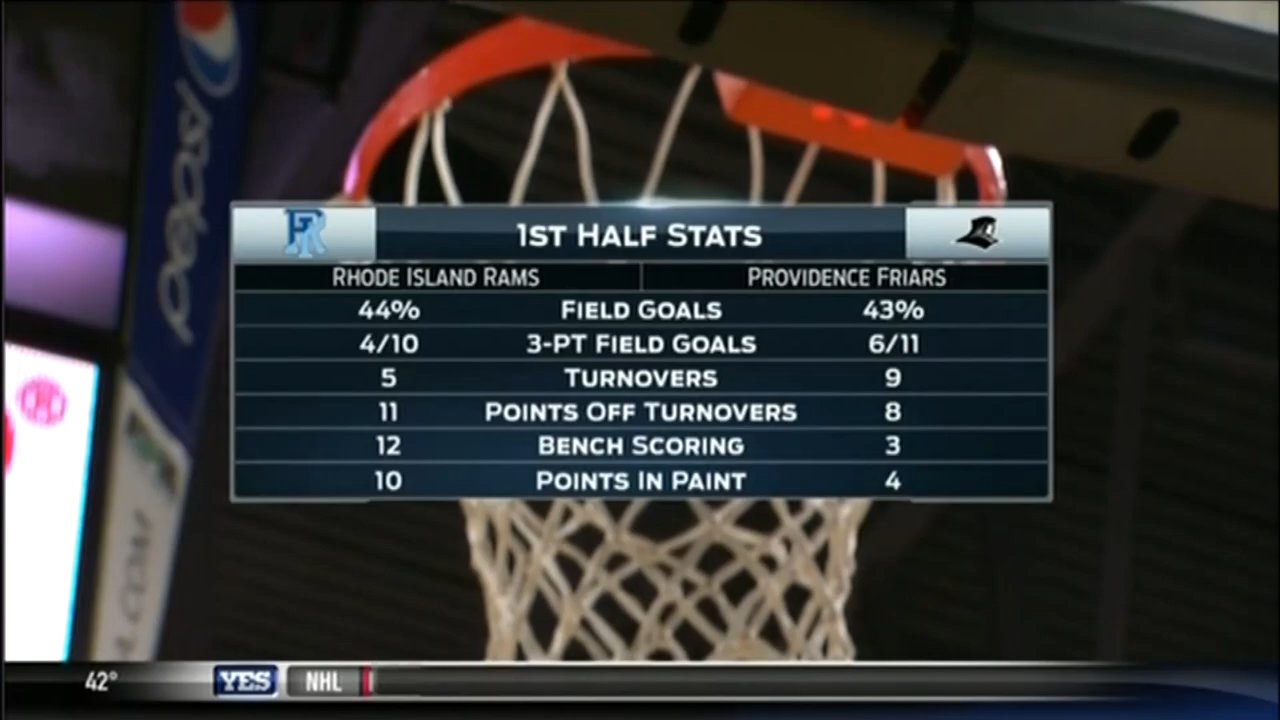 pepsi
1ST HALF STATS
RHODE ISLAND RAMS PROVIDENCE FRIARS
44% FIELD GOALS 43%
4/10 3-PT FIELD GOALS 6/11
5 TURNOVERS 9
11 POINTS OFF TURNOVERS 8
12 BENCH SCORING 3
10 POINTS IN PAINT 4
.COM
42° YES NHL